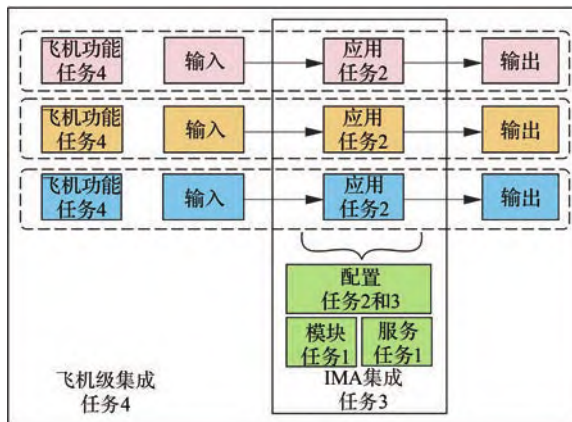 飞机功能
任务4
输入
应用
任务2
输出
飞机功能
任务4
输入
应用
任务2
输出
飞机功能
任务4
输入
应用
任务2
输出
配置
任务2和3
模块
任务1
服务
任务1
飞机级集成
任务4
IMA集成
任务3